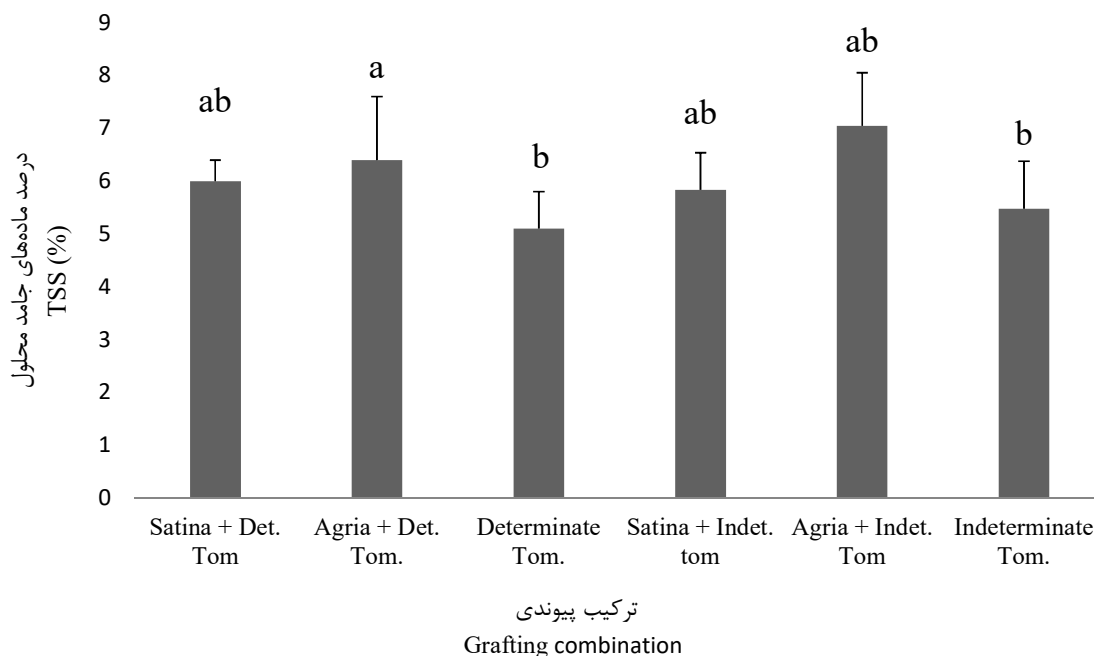 9
8
7
6
5
4
3
2
1
0
درصد ماده‌های جامد محلول
TSS (%)
ab
a
b
ab
ab
b
Satina + Det.
Tom
Agria + Det.
Tom.
Determinate
Tom.
Satina + Indet.
tom
Agria + Indet.
Tom
Indeterminate
Tom.
ترکیب پیوندی
Grafting combination